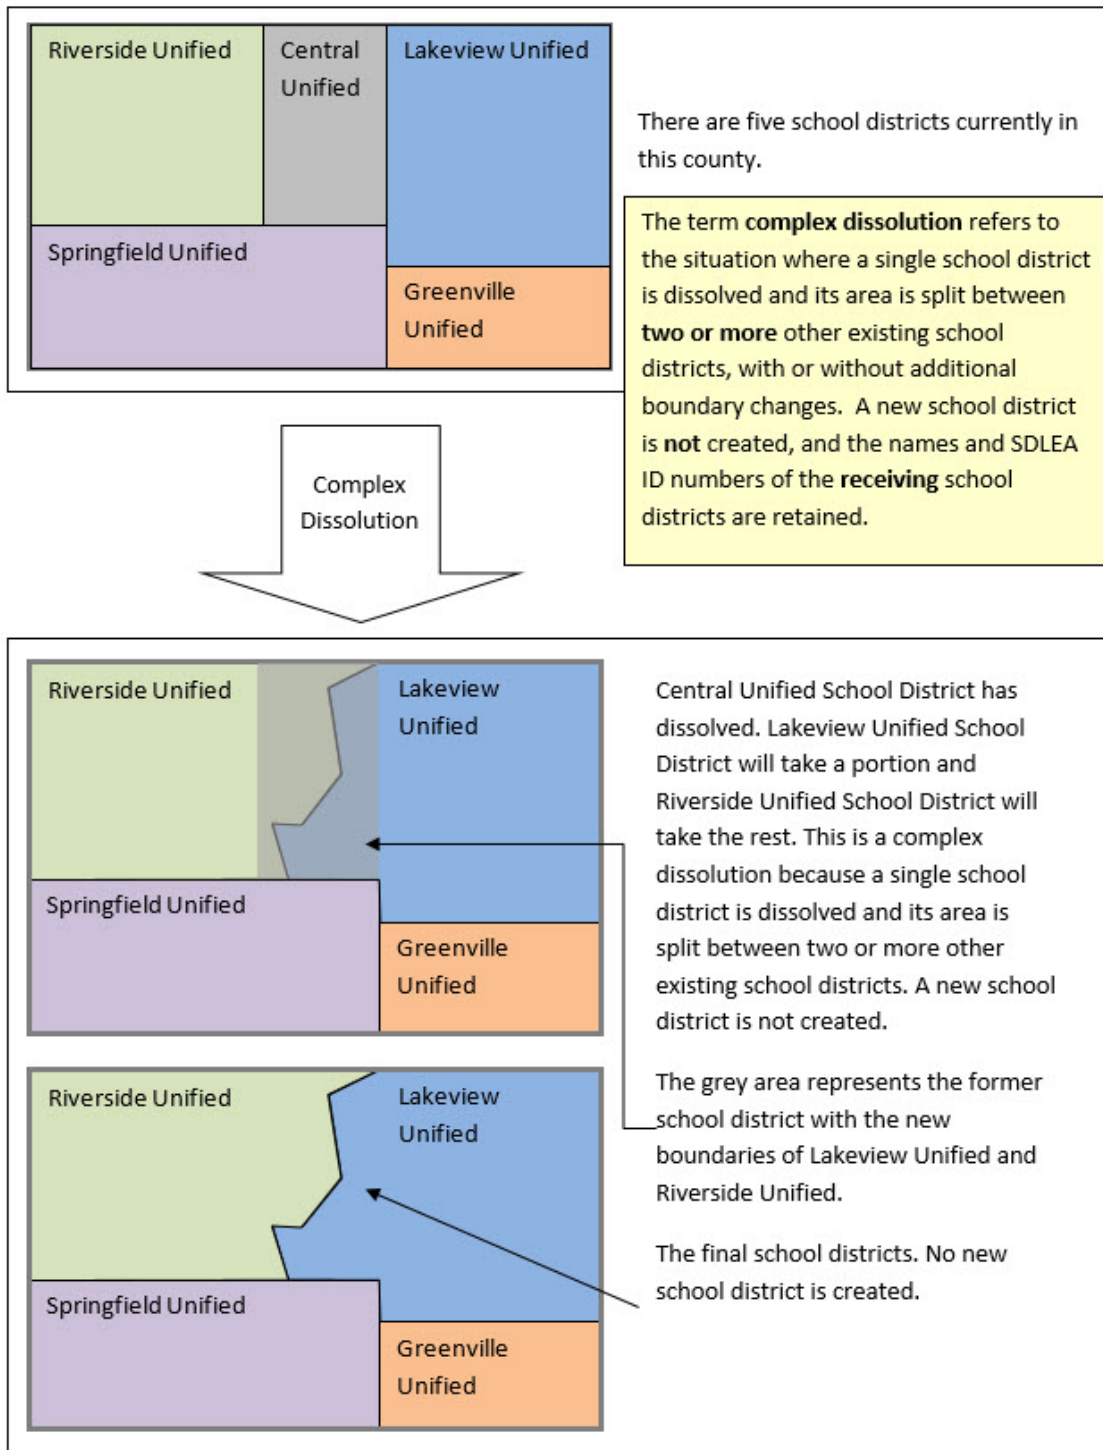 Riverside Unified
Central
Unified
Lakeview Unified
Springfield Unified
Greenville
Unified
There are five school districts currently in
this county.
The term complex dissolution refers to
the situation where a single school district
is dissolved and its area is split between
two or more other existing school
districts, with or without additional
boundary changes.  A new school district
is not created, and the names and SDLEA
ID numbers of the receiving school
districts are retained.
Complex
Dissolution
Riverside Unified
Lakeview
Unified
Springfield Unified
Greenville
Unified
Central Unified School District has
dissolved. Lakeview Unified School
District will take a portion and
Riverside Unified School District will
take the rest. This is a complex
dissolution because a single school
district is dissolved and its area is
split between two or more other
existing school districts. A new school
district is not created.
The grey area represents the former
school district with the new
boundaries of Lakeview Unified and
Riverside Unified.
Riverside Unified
Lakeview
Unified
Springfield Unified
Greenville
Unified
The final school districts. No new
school district is created.